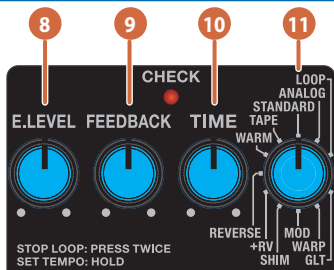 8 9 10 11
CHECK
LOOP
ANALOG
STANDARD
TAPE
WARM
E.LEVEL FEEDBACK TIME
REVERSE
+RV
SHIM
MOD
WARP
GLT
STOP LOOP: PRESS TWICE
SET TEMPO: HOLD